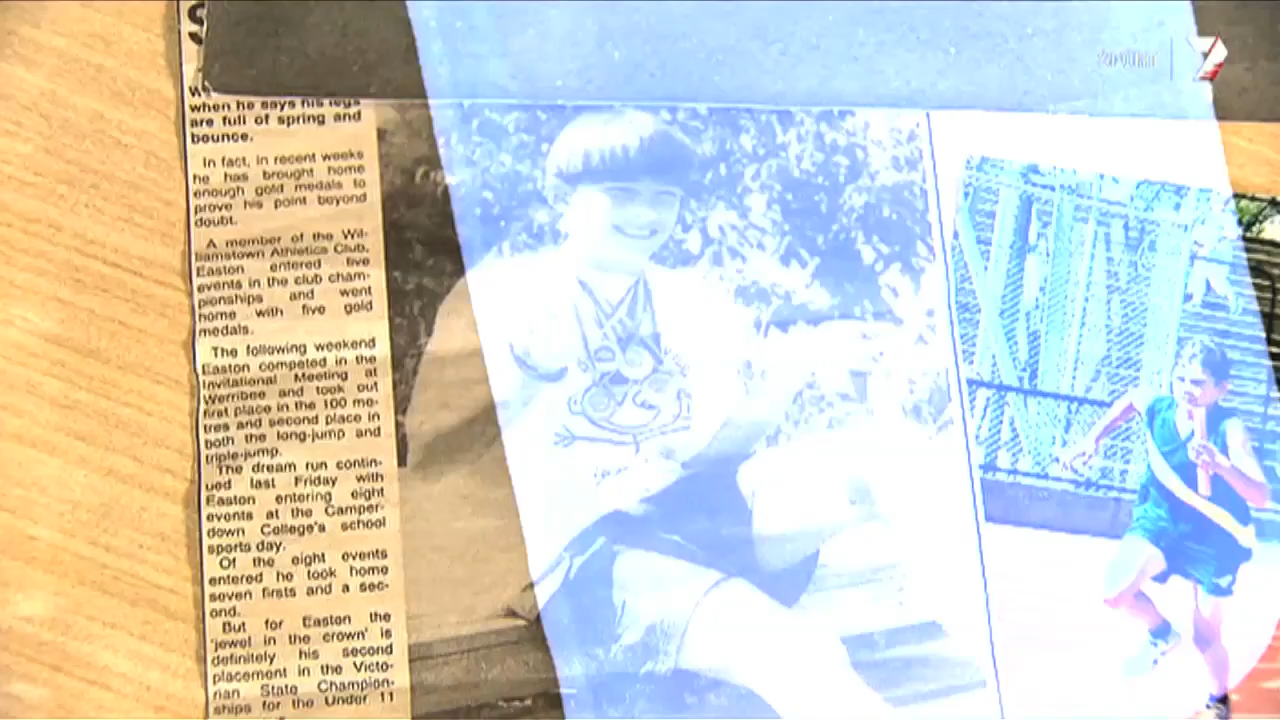 when he says his legs
are full of spring and
bounce.
In fact, in recent weeks
he has brought home
enough gold medals to
prove his point beyond
doubt.
A member of the Wil-
liamstown Athletics Club,
Easton entered five
events in the club cham-
pionships and went
home with five gold
medals.
The following weekend
Easton competed in the
Invitational Meeting at
Werribee and took out
first place in the 100 me-
tres and second place in
both the long-jump and
triple-jump.
The dream run contin-
ued last Friday with
Easton entering eight
events at the Camper-
down College's school
sports day.
Of the eight events
entered he took home
seven firsts and a sec-
ond.
But for Easton the
'jewel in the crown' is
definitely his second
placement in the Victo-
rian State Champion-
ships for the Under 11